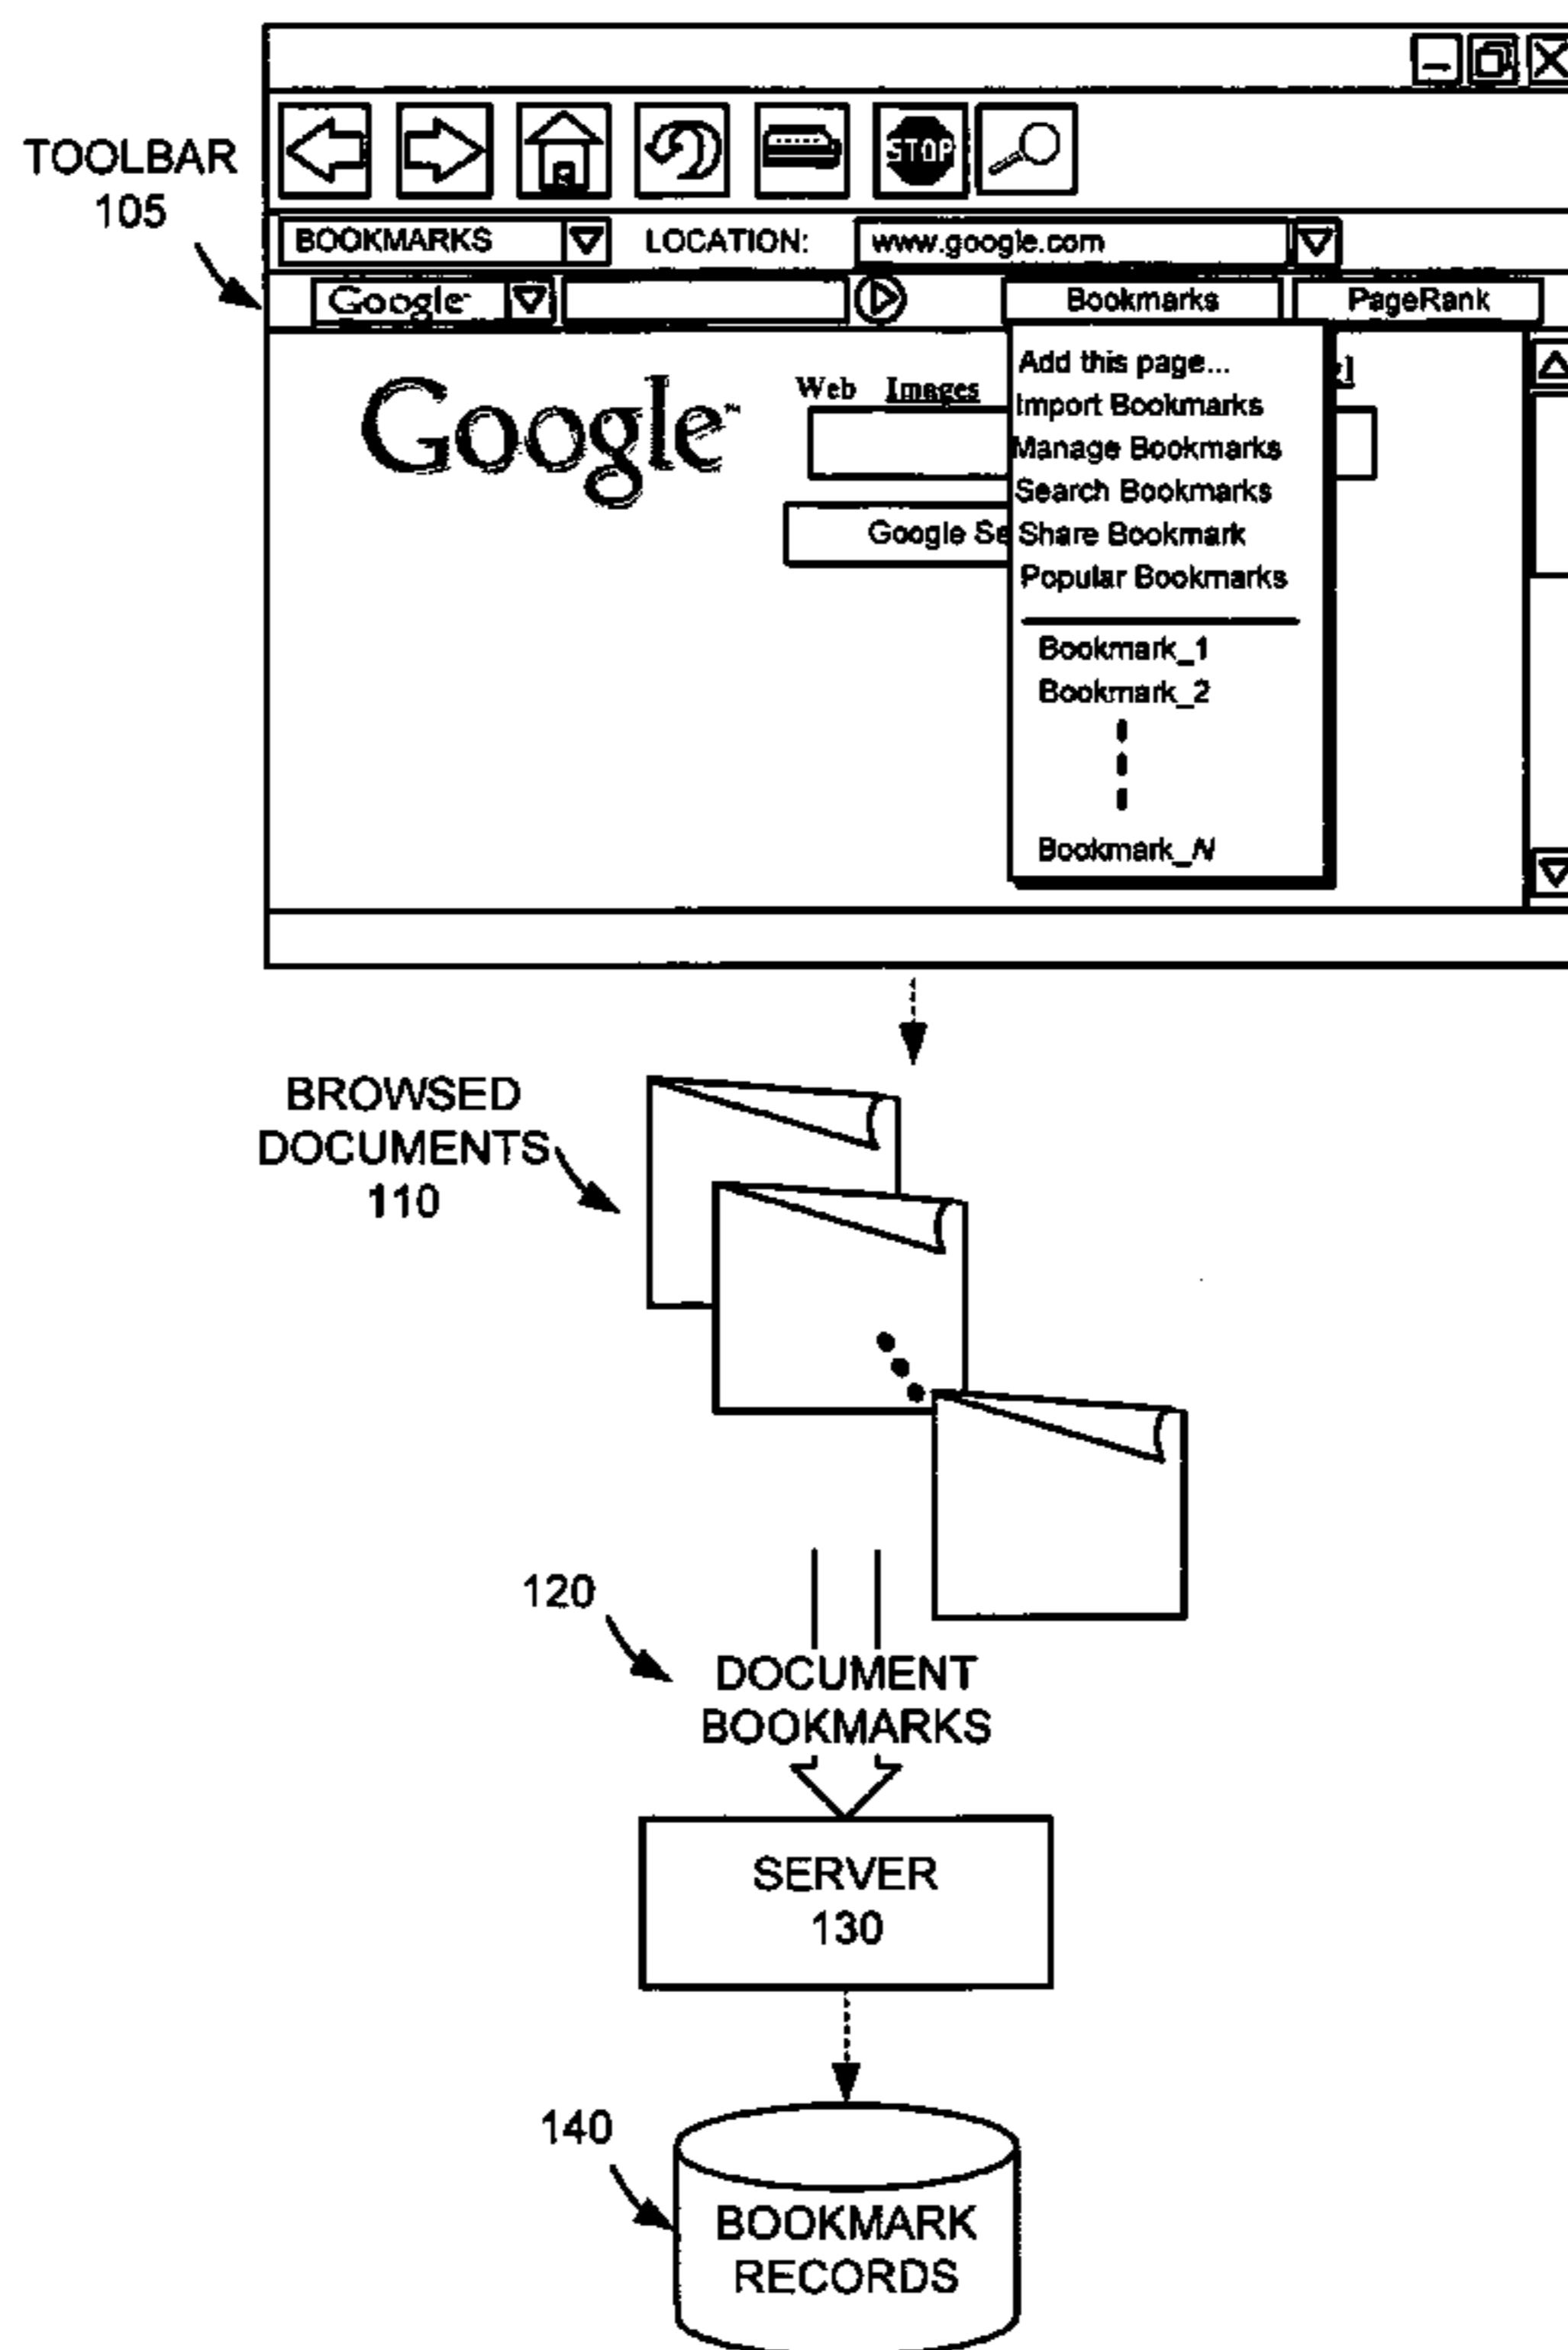 TOOLBAR
105
STOP
BOOKMARKS LOCATION: www.google.com
Google Bookmarks PageRank
Google™
Web Images
Google Se
Add this page...
Import Bookmarks
Manage Bookmarks
Search Bookmarks
Share Bookmark
Popular Bookmarks
Bookmark_1
Bookmark_2
Bookmark_N
BROWSED
DOCUMENTS
110
120
DOCUMENT
BOOKMARKS
SERVER
130
140
BOOKMARK
RECORDS